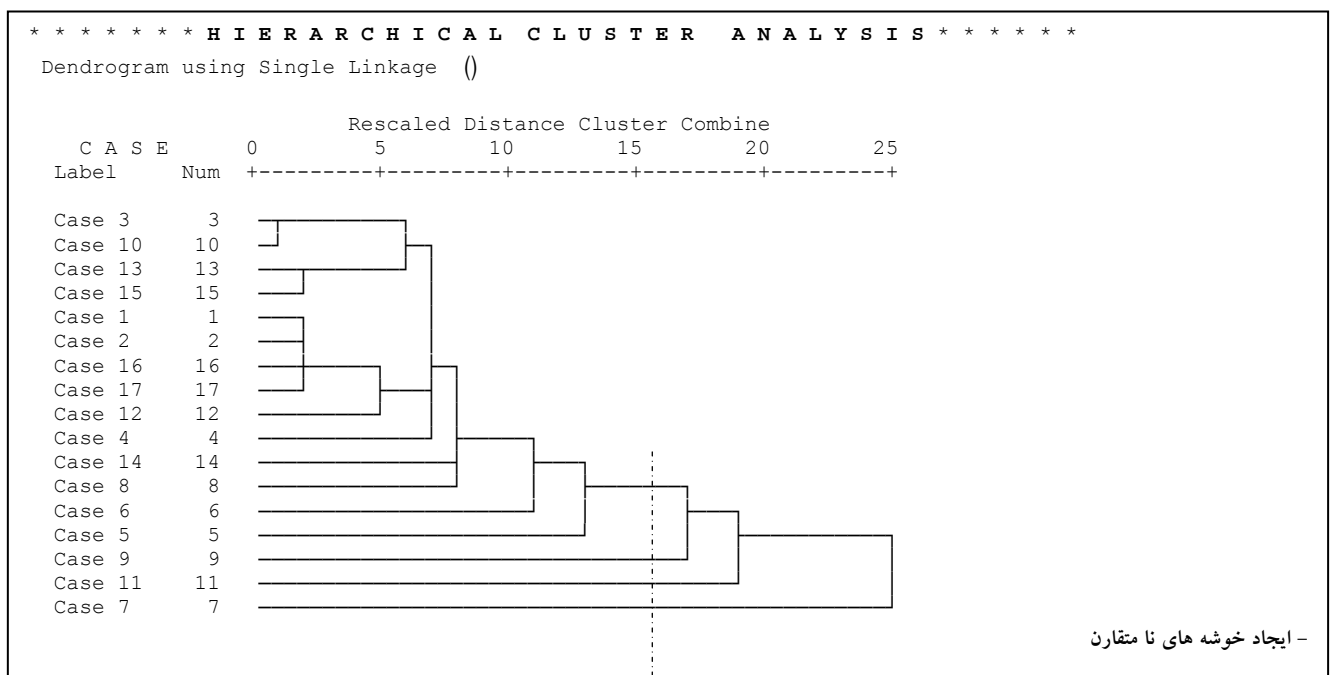 * * * * * * * H I E R A R C H I C A L C L U S T E R A N A L Y S I S * * * * * *
Dendrogram using Single Linkage ()
Rescaled Distance Cluster Combine
C A S E 0 5 10 15 20 25
Label Num +---------+---------+---------+---------+---------+
Case 3 3
Case 10 10
Case 13 13
Case 15 15
Case 1 1
Case 2 2
Case 16 16
Case 17 17
Case 12 12
Case 4 4
Case 14 14
Case 8 8
Case 6 6
Case 5 5
Case 9 9
Case 11 11
Case 7 7
- ایجاد خوشه های نا متقارن